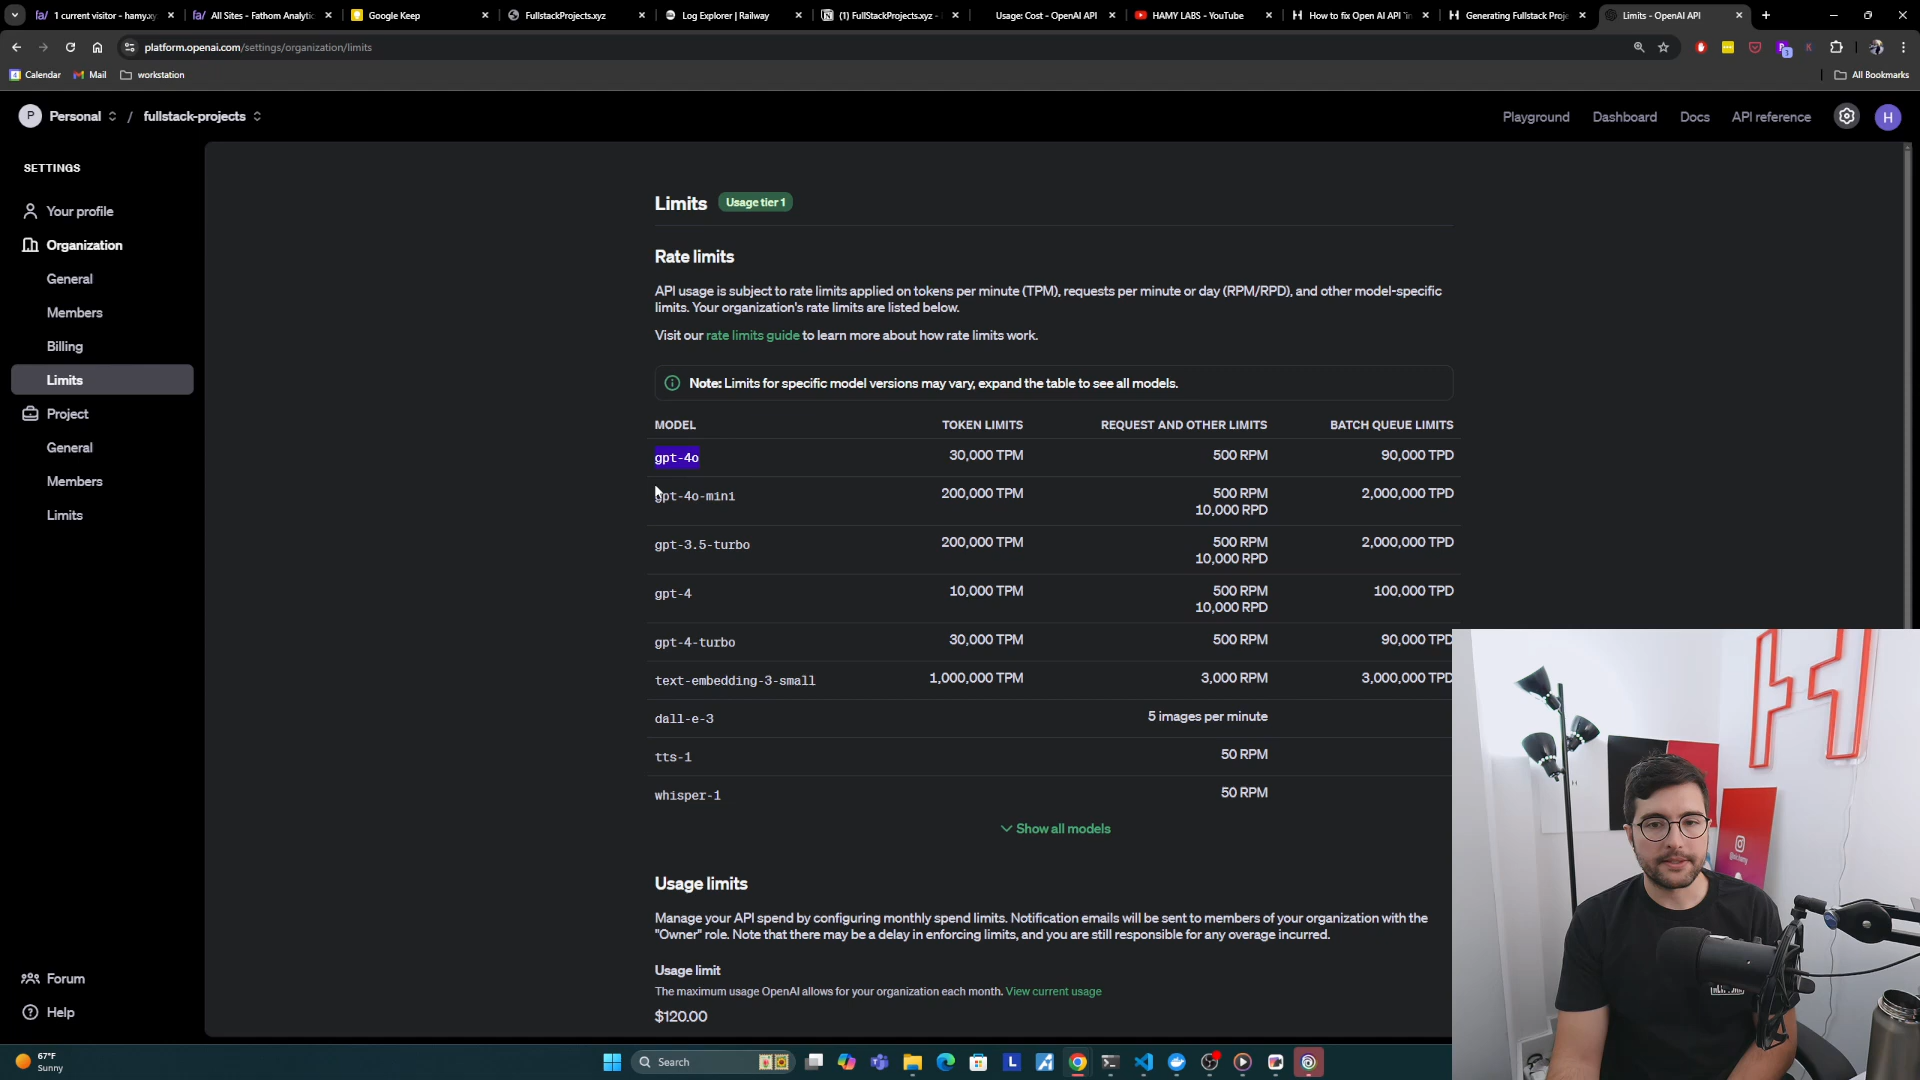 1 current visitor - hamy.xy
All Sites - Fathom Analytic
Google Keep
FullstackProjects.xyz
Log Explorer | Railway
(1) FullStackProjects.xyz -
Usage: Cost - OpenAI API
HAMY LABS - YouTube
How to fix Open AI API "in
Generating Fullstack Proje
Limits - OpenAI API
platform.openai.com/settings/organization/limits
Calendar
Mail
workstation
All Bookmarks
P Personal / fullstack-projects
Playground
Dashboard
Docs
API reference
H
SETTINGS
Your profile
Organization
General
Members
Billing
Limits
Project
General
Members
Limits
Forum
Help
Limits Usage tier 1
Rate limits
API usage is subject to rate limits applied on tokens per minute (TPM), requests per minute or day (RPM/RPD), and other model-specific
limits. Your organization's rate limits are listed below.
Visit our rate limits guide to learn more about how rate limits work.
Note: Limits for specific model versions may vary, expand the table to see all models.
MODEL TOKEN LIMITS REQUEST AND OTHER LIMITS BATCH QUEUE LIMITS
gpt-4o 30,000 TPM 500 RPM 90,000 TPD
gpt-4o-mini 200,000 TPM 500 RPM 2,000,000 TPD
10,000 RPD
gpt-3.5-turbo 200,000 TPM 500 RPM 2,000,000 TPD
10,000 RPD
gpt-4 10,000 TPM 500 RPM 100,000 TPD
10,000 RPD
gpt-4-turbo 30,000 TPM 500 RPM 90,000 TPD
text-embedding-3-small 1,000,000 TPM 3,000 RPM 3,000,000 TPD
dall-e-3 5 images per minute
tts-1 50 RPM
whisper-1 50 RPM
Show all models
Usage limits
Manage your API spend by configuring monthly spend limits. Notification emails will be sent to members of your organization with the
"Owner" role. Note that there may be a delay in enforcing limits, and you are still responsible for any overage incurred.
Usage limit
The maximum usage OpenAI allows for your organization each month. View current usage
$120.00
67°F
Sunny
Search